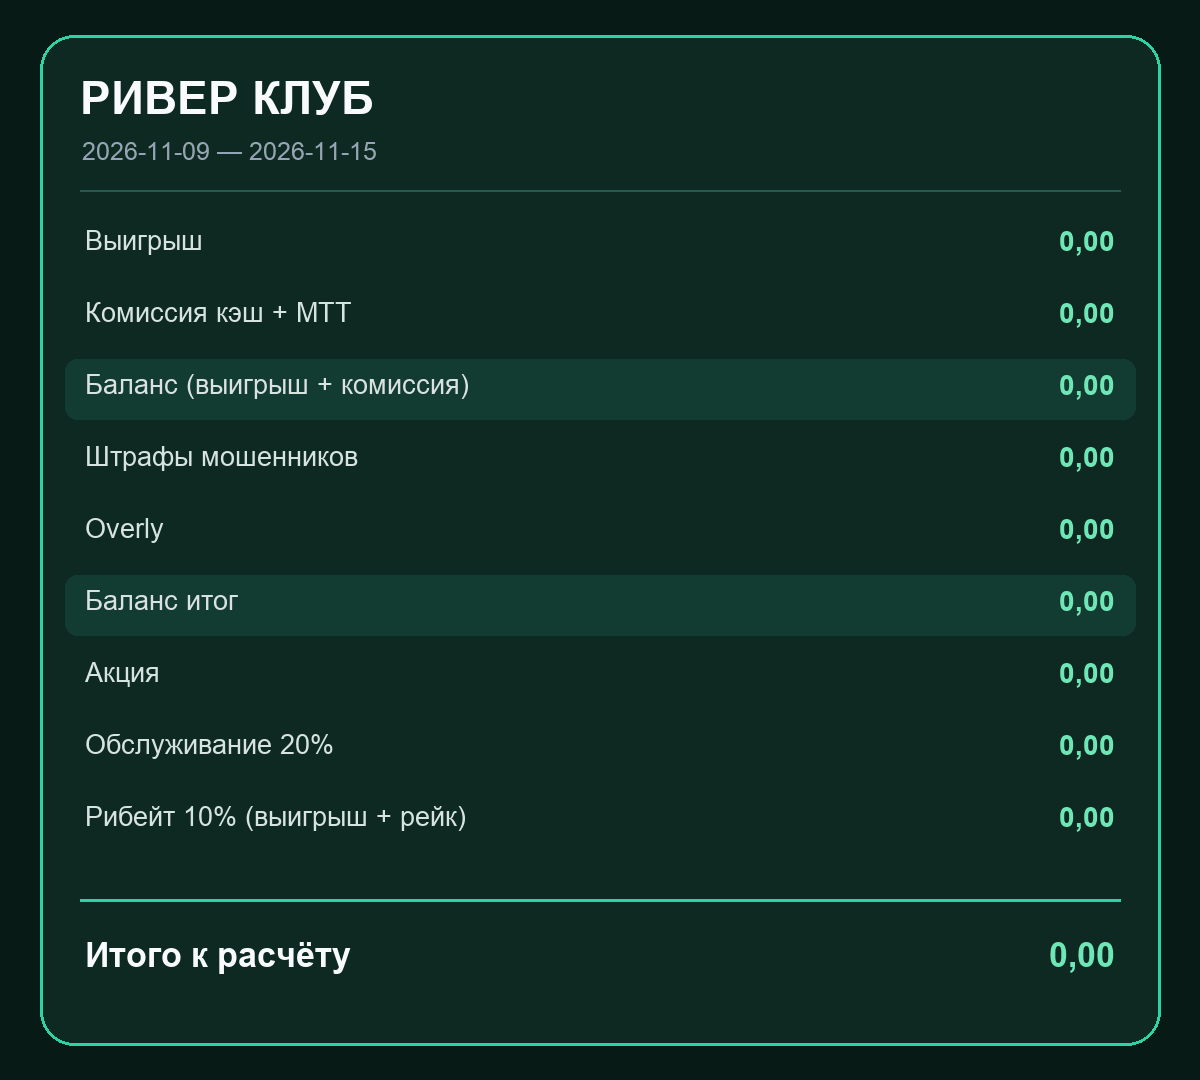 РИВЕР КЛУБ
2026-11-09 — 2026-11-15
Выигрыш 0,00
Комиссия кэш + МТТ 0,00
Баланс (выигрыш + комиссия) 0,00
Штрафы мошенников 0,00
Overly 0,00
Баланс итог 0,00
Акция 0,00
Обслуживание 20% 0,00
Рибейт 10% (выигрыш + рейк) 0,00
Итого к расчёту 0,00